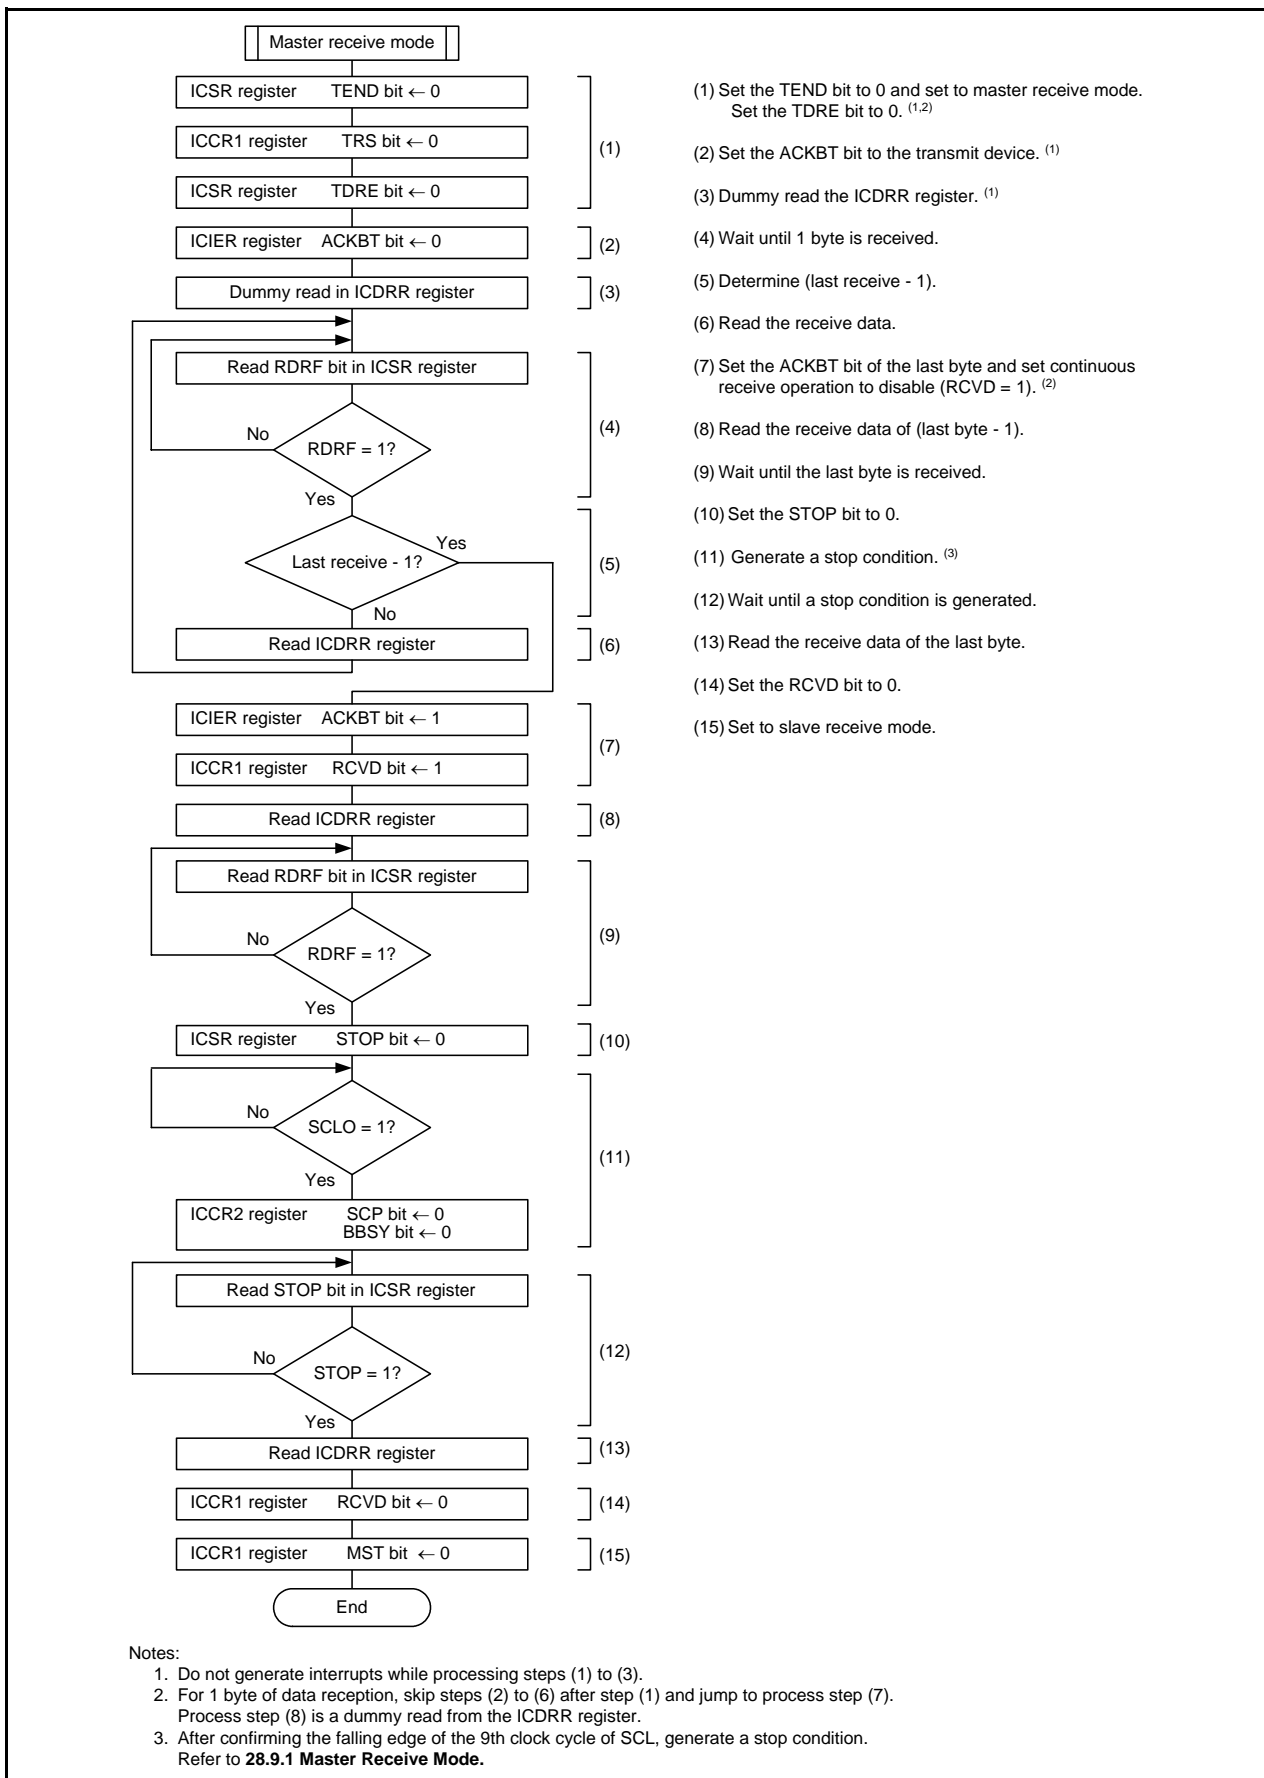 Master receive mode
ICSR register TEND bit ← 0
ICCR1 register TRS bit ← 0
ICSR register TDRE bit ← 0
(1)
ICIER register ACKBT bit ← 0
(2)
Dummy read in ICDRR register
(3)
Read RDRF bit in ICSR register
RDRF = 1?
No
Yes
(4)
Last receive - 1?
Yes
No
(5)
Read ICDRR register
(6)
ICIER register ACKBT bit ← 1
ICCR1 register RCVD bit ← 1
(7)
Read ICDRR register
(8)
Read RDRF bit in ICSR register
No
RDRF = 1?
Yes
(9)
ICSR register STOP bit ← 0
(10)
No
SCLO = 1?
Yes
ICCR2 register SCP bit ← 0
BBSY bit ← 0
(11)
Read STOP bit in ICSR register
No
STOP = 1?
Yes
(12)
Read ICDRR register
(13)
ICCR1 register RCVD bit ← 0
(14)
ICCR1 register MST bit ← 0
(15)
End
(1) Set the TEND bit to 0 and set to master receive mode.
Set the TDRE bit to 0. (1,2)
(2) Set the ACKBT bit to the transmit device. (1)
(3) Dummy read the ICDRR register. (1)
(4) Wait until 1 byte is received.
(5) Determine (last receive - 1).
(6) Read the receive data.
(7) Set the ACKBT bit of the last byte and set continuous
receive operation to disable (RCVD = 1). (2)
(8) Read the receive data of (last byte - 1).
(9) Wait until the last byte is received.
(10) Set the STOP bit to 0.
(11) Generate a stop condition. (3)
(12) Wait until a stop condition is generated.
(13) Read the receive data of the last byte.
(14) Set the RCVD bit to 0.
(15) Set to slave receive mode.
Notes:
1. Do not generate interrupts while processing steps (1) to (3).
2. For 1 byte of data reception, skip steps (2) to (6) after step (1) and jump to process step (7).
Process step (8) is a dummy read from the ICDRR register.
3. After confirming the falling edge of the 9th clock cycle of SCL, generate a stop condition.
Refer to 28.9.1 Master Receive Mode.